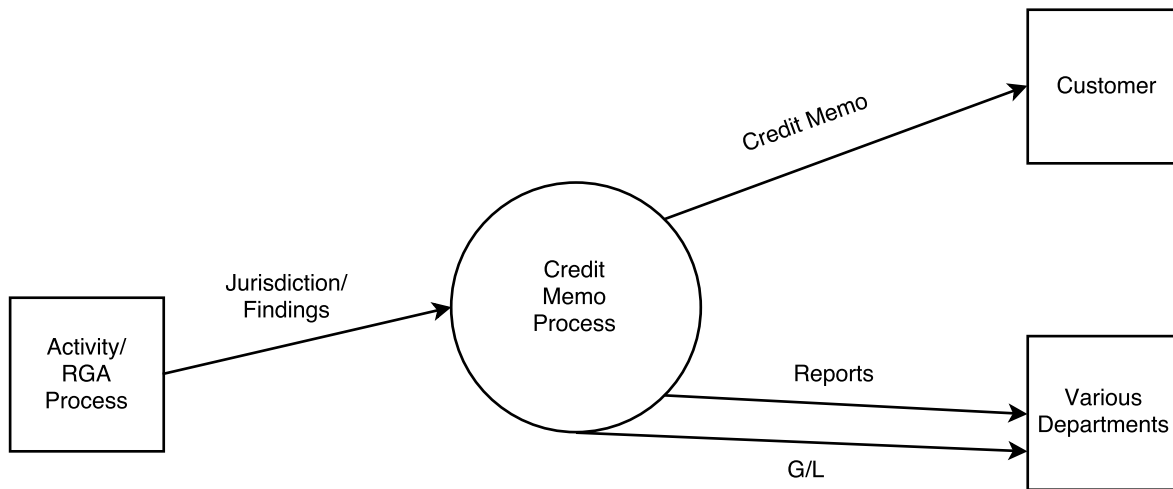 Customer
Credit Memo
Credit
Memo
Process
Jurisdiction/
Findings
Activity/
RGA
Process
Reports
Various
Departments
G/L